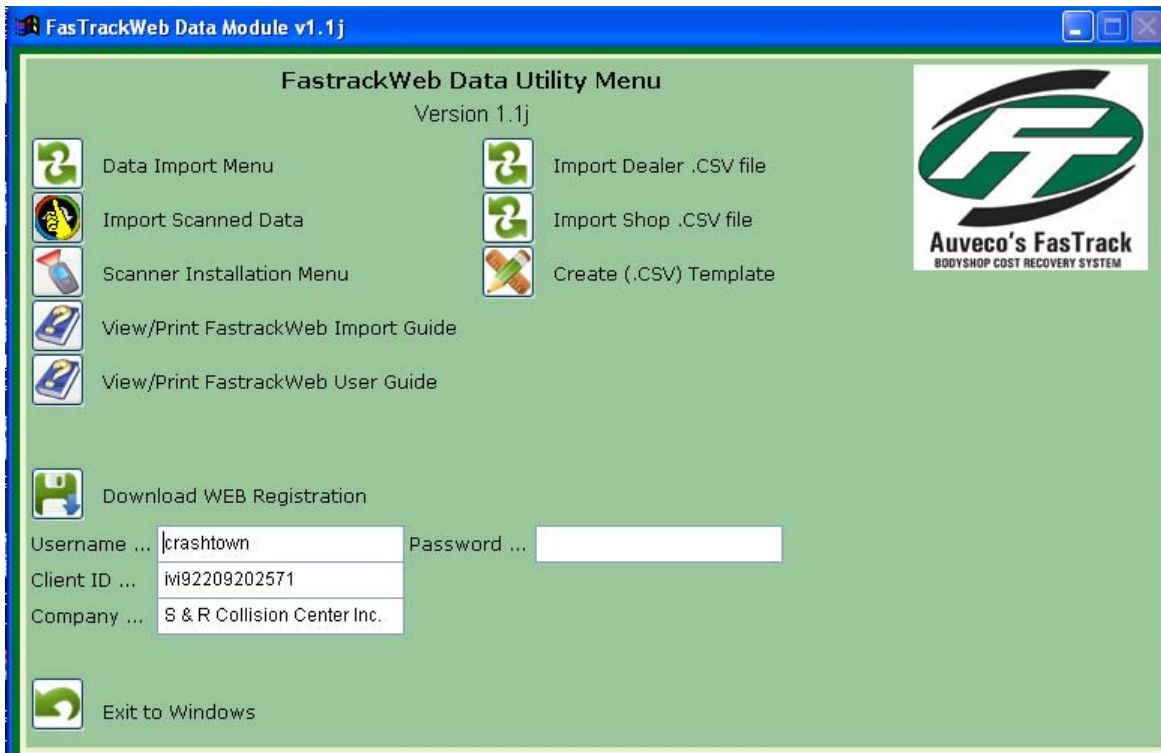 FasTrackWeb Data Module v1.1j
FastrackWeb Data Utility Menu
Version 1.1j
Data Import Menu
Import Dealer .CSV file
Import Scanned Data
Import Shop .CSV file
Scanner Installation Menu
Create (.CSV) Template
View/Print FastrackWeb Import Guide
View/Print FastrackWeb User Guide
FT
Auveco's FasTrack
BODYSHOP COST RECOVERY SYSTEM
Download WEB Registration
Username ... crashtown Password ...
Client ID ... ivi92209202571
Company ... S & R Collision Center Inc.
Exit to Windows